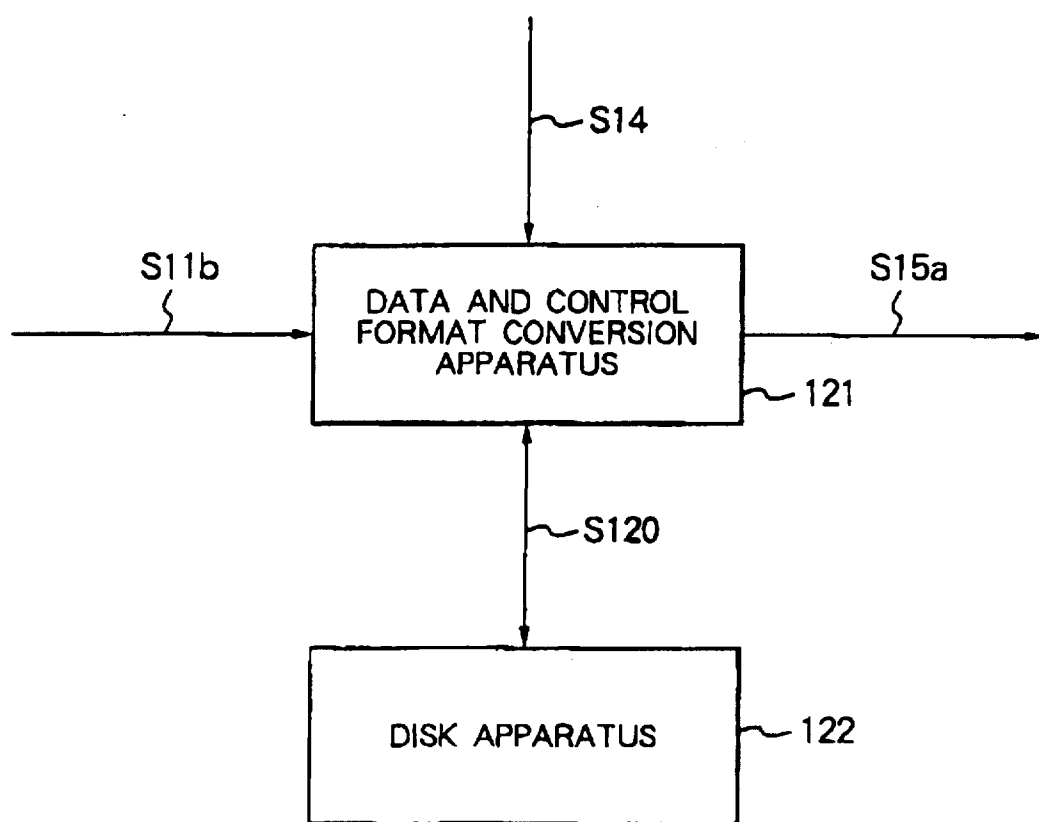 S14
S11b
S15a
DATA AND CONTROL
FORMAT CONVERSION
APPARATUS
121
S120
DISK APPARATUS
122